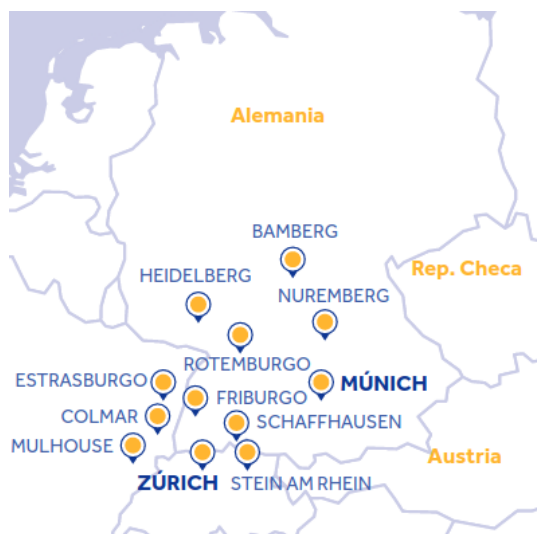 Alemania
BAMBERG
Rep. Checa
HEIDELBERG
NUREMBERG
ROTEMBURGO
ESTRASBURGO
MÚNICH
FRIBURGO
COLMAR
SCHAFFHAUSEN
MULHOUSE
Austria
ZÚRICH
STEIN AM RHEIN